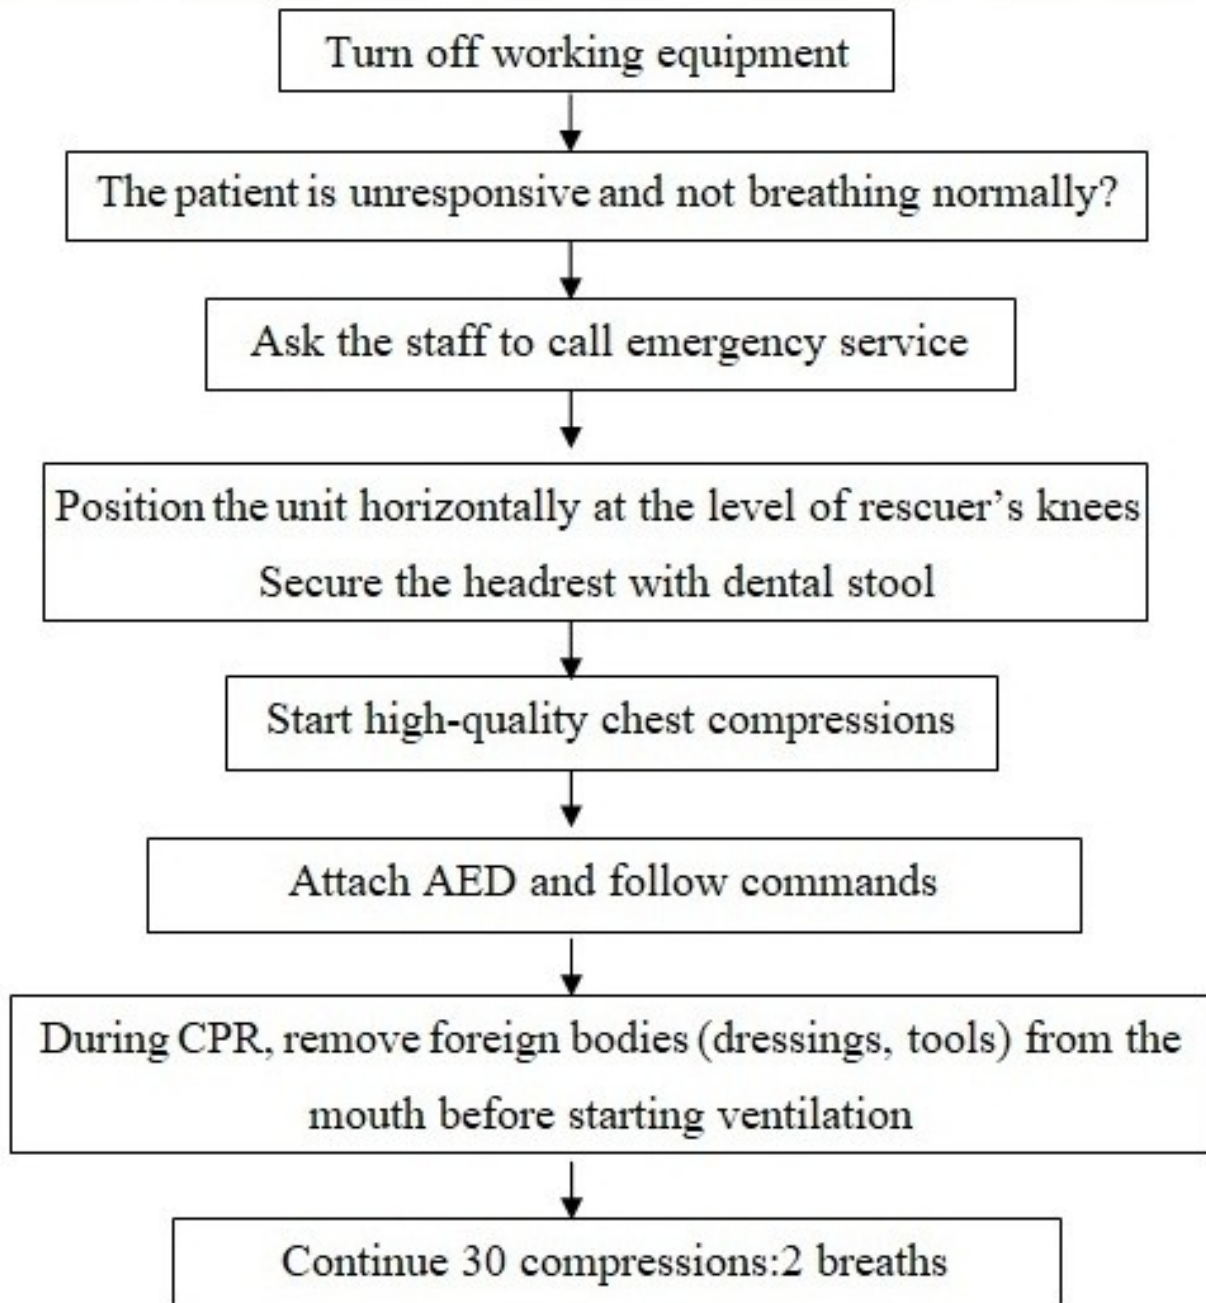 Turn off working equipment
The patient is unresponsive and not breathing normally?
Ask the staff to call emergency service
Position the unit horizontally at the level of rescuer’s knees
Secure the headrest with dental stool
Start high-quality chest compressions
Attach AED and follow commands
During CPR, remove foreign bodies (dressings, tools) from the
mouth before starting ventilation
Continue 30 compressions:2 breaths